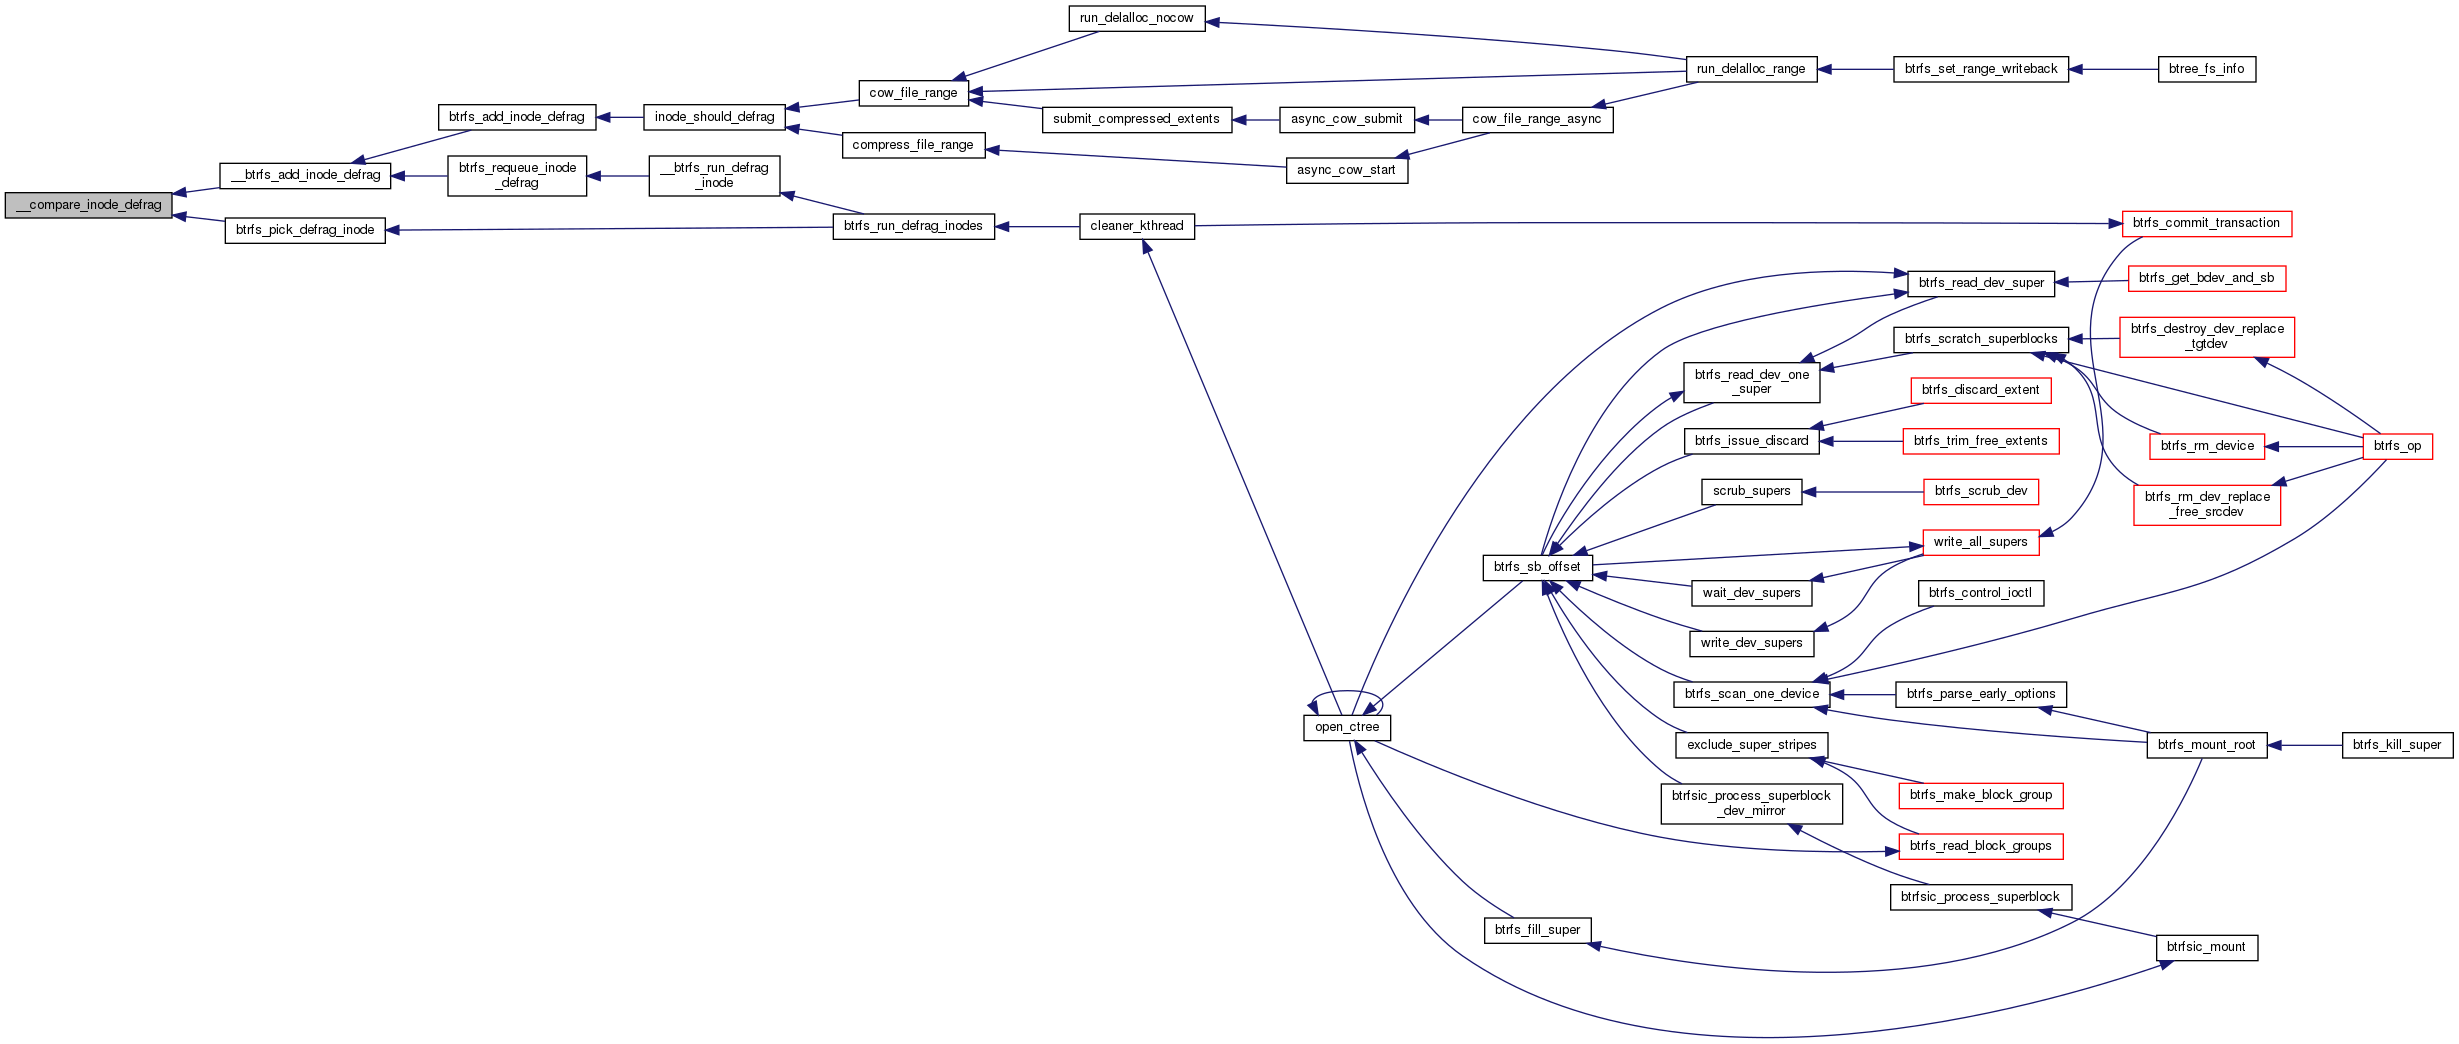 run_delalloc_nocow
run_delalloc_range
btrfs_set_range_writeback
btree_fs_info
cow_file_range
btrfs_add_inode_defrag
inode_should_defrag
submit_compressed_extents
async_cow_submit
cow_file_range_async
compress_file_range
async_cow_start
__btrfs_add_inode_defrag
btrfs_requeue_inode
_defrag
__btrfs_run_defrag
_inode
__compare_inode_defrag
btrfs_pick_defrag_inode
btrfs_run_defrag_inodes
cleaner_kthread
btrfs_commit_transaction
btrfs_read_dev_super
btrfs_get_bdev_and_sb
btrfs_scratch_superblocks
btrfs_destroy_dev_replace
_tgtdev
btrfs_read_dev_one
_super
btrfs_discard_extent
btrfs_issue_discard
btrfs_trim_free_extents
btrfs_rm_device
btrfs_op
scrub_supers
btrfs_scrub_dev
btrfs_rm_dev_replace
_free_srcdev
write_all_supers
btrfs_sb_offset
wait_dev_supers
btrfs_control_ioctl
write_dev_supers
btrfs_scan_one_device
btrfs_parse_early_options
open_ctree
exclude_super_stripes
btrfs_mount_root
btrfs_kill_super
btrfsic_process_superblock
_dev_mirror
btrfs_make_block_group
btrfs_read_block_groups
btrfsic_process_superblock
btrfs_fill_super
btrfsic_mount